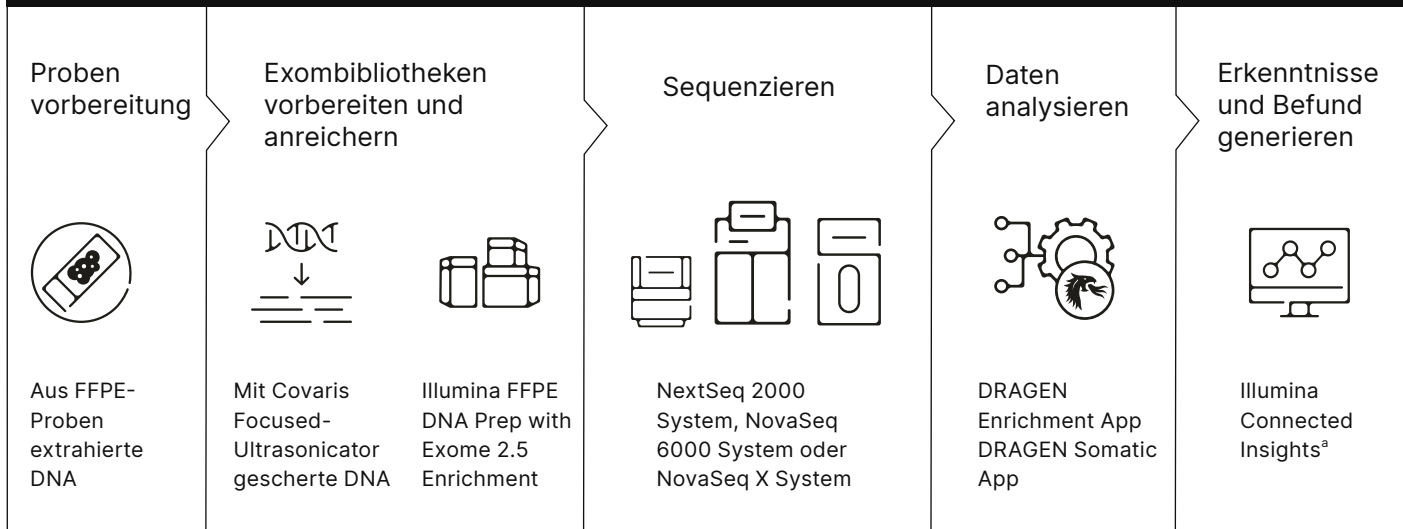 Proben
vorbereitung
Exombibliotheken
vorbereiten und
anreichern
Sequenzieren
Daten
analysieren
Erkenntnisse
und Befund
generieren
Aus FFPE-
Proben
extrahierte
DNA
Mit Covaris
Focused-
Ultrasonicator
gescherte DNA
Illumina FFPE
DNA Prep with
Exome 2.5
Enrichment
NextSeq 2000
System, NovaSeq
6000 System oder
NovaSeq X System
DRAGEN
Enrichment App
DRAGEN Somatic
App
Illumina
Connected
Insightsᵃ